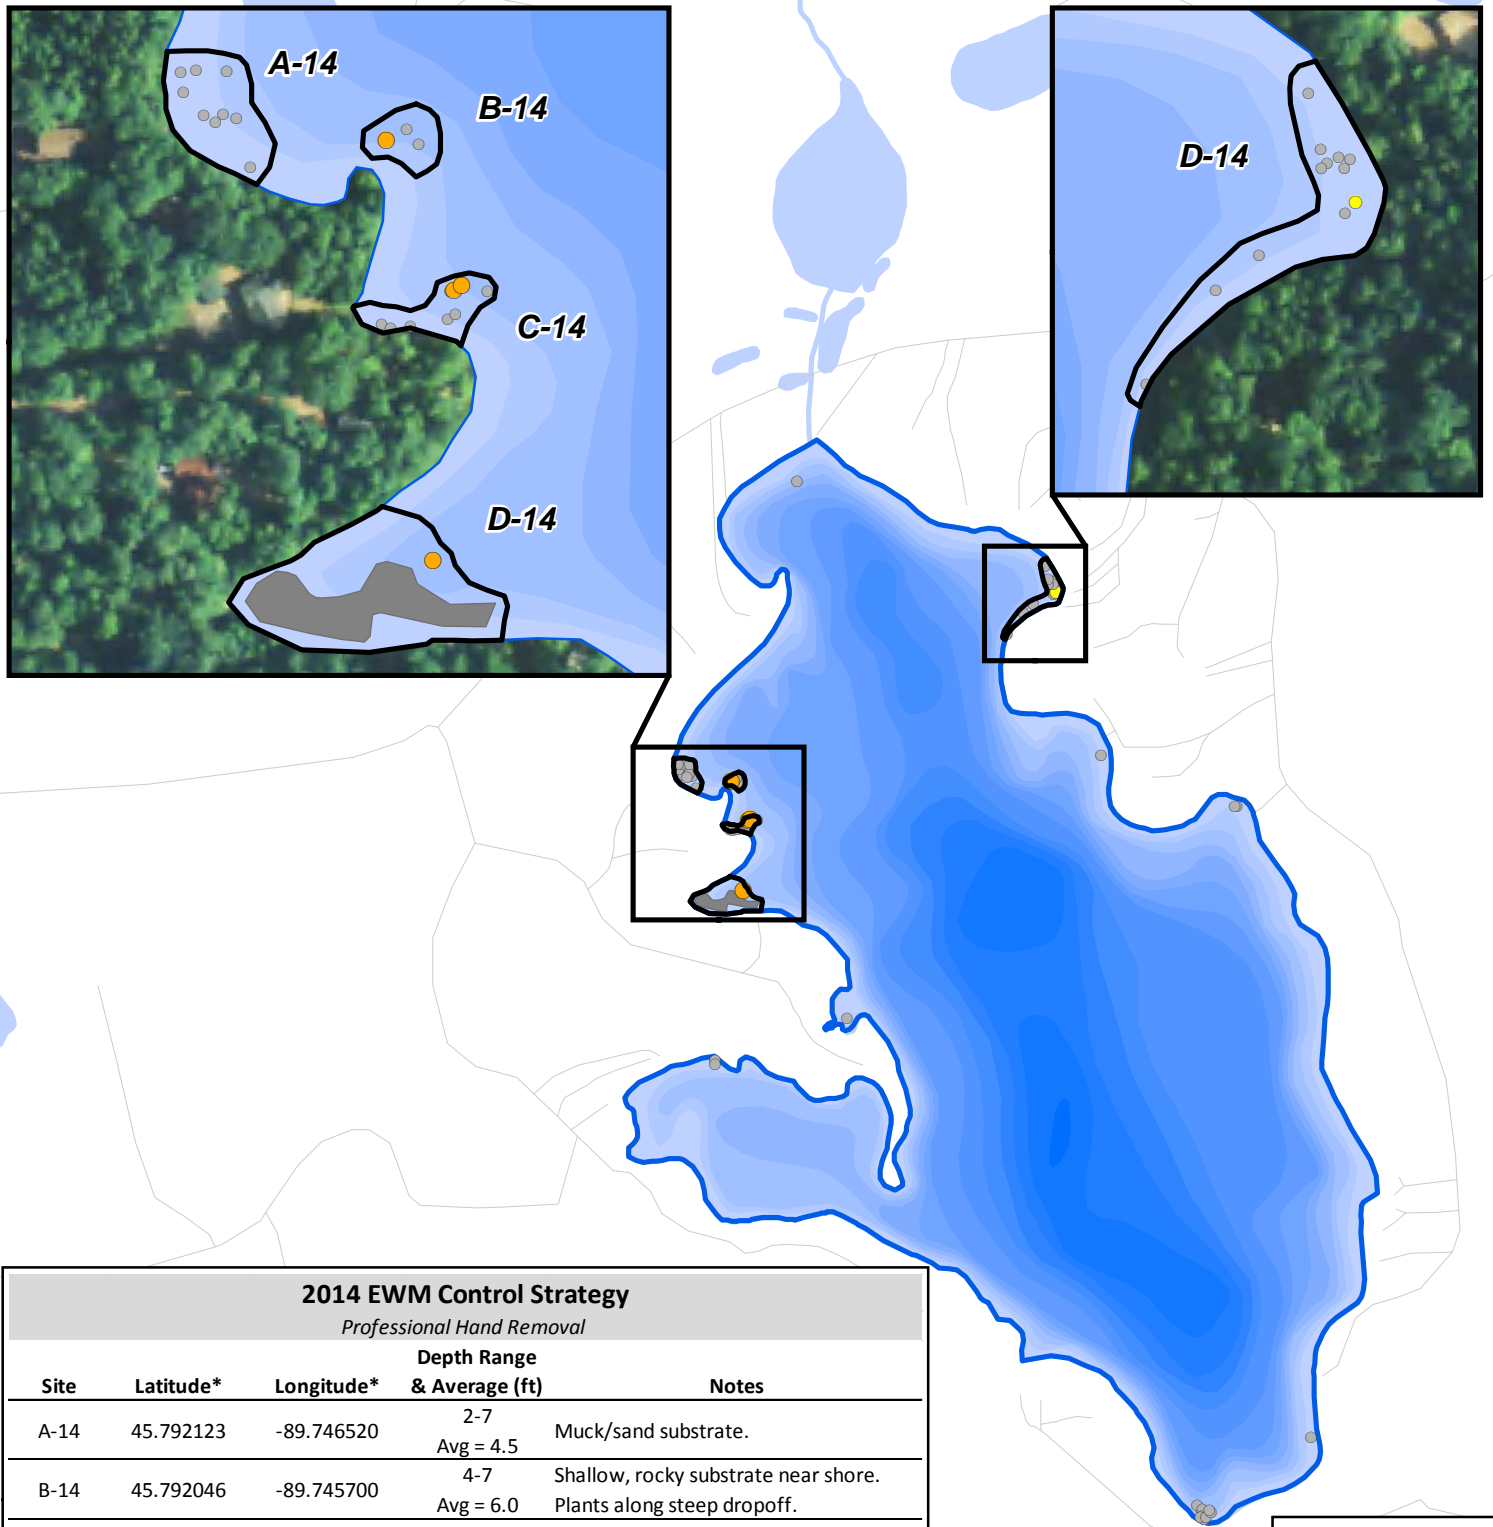 A-14
B-14
C-14
D-14
D-14
2014 EWM Control Strategy
Professional Hand Removal
Depth Range
Site Latitude* Longitude* & Average (ft) Notes
2-7
A-14 45.792123 -89.746520 Muck/sand substrate.
Avg = 4.5
4-7 Shallow, rocky substrate near shore.
B-14 45.792046 -89.745700
Avg = 6.0 Plants along steep dropoff.